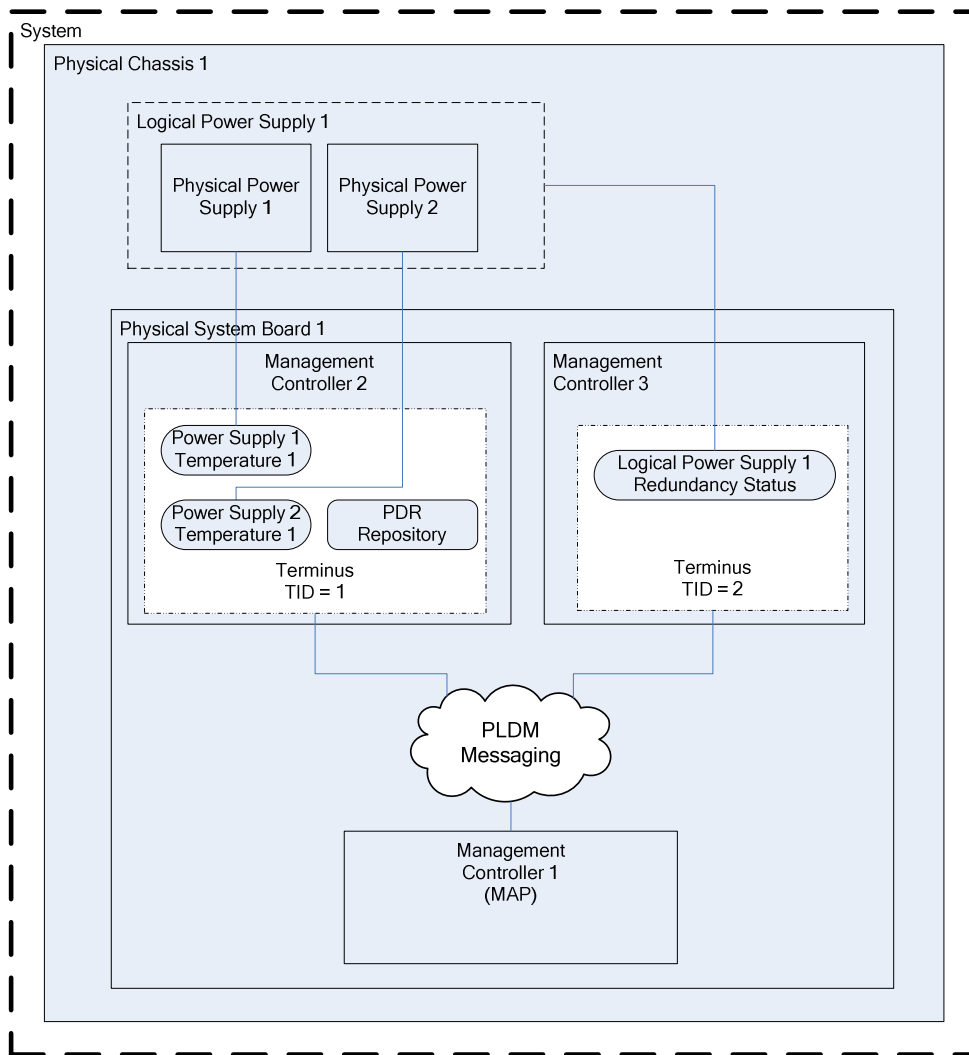 System
Physical Chassis 1
Logical Power Supply 1
Physical Power
Supply 1
Physical Power
Supply 2
Physical System Board 1
Management
Controller 2
Power Supply 1
Temperature 1
Power Supply 2
Temperature 1
PDR
Repository
Terminus
TID = 1
Management
Controller 3
Logical Power Supply 1
Redundancy Status
Terminus
TID = 2
PLDM
Messaging
Management
Controller 1
(MAP)